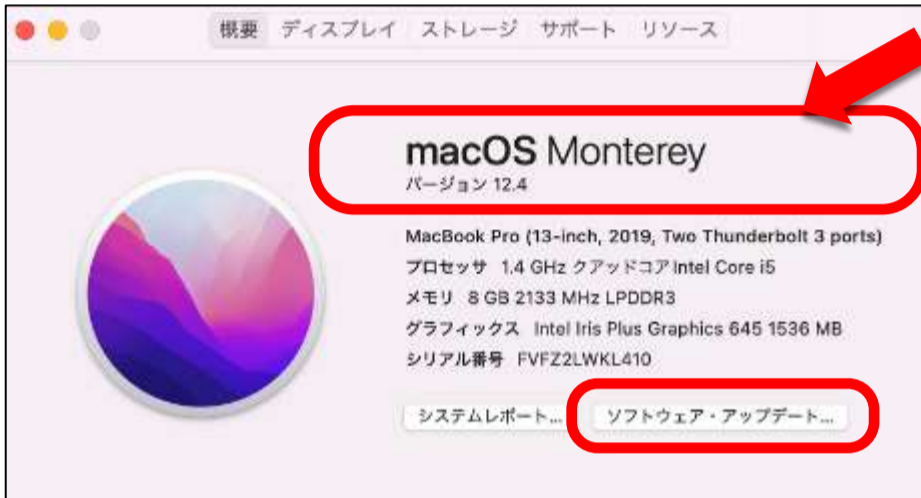 概要 ディスプレイ ストレージ サポート リソース
macOS Monterey
バージョン 12.4
MacBook Pro (13-inch, 2019, Two Thunderbolt 3 ports)
プロセッサ 1.4 GHz クアッドコアIntel Core i5
メモリ 8 GB 2133 MHz LPDDR3
グラフィックス Intel Iris Plus Graphics 645 1536 MB
シリアル番号 FVFZ2LWKL410
システムレポート... ソフトウェア・アップデート...